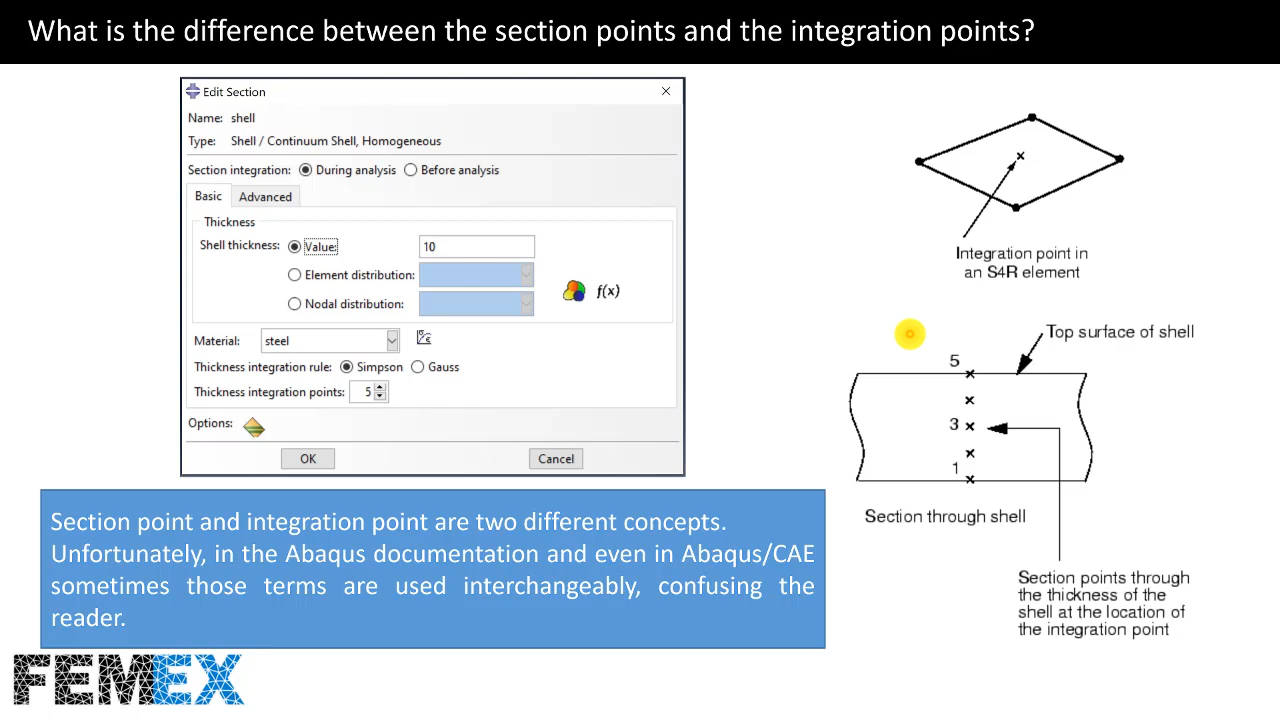 What is the difference between the section points and the integration points?
Edit Section
Name: shell
Type: Shell / Continuum Shell, Homogeneous
Section integration: During analysis Before analysis
Basic Advanced
Thickness
Shell thickness: Value: 10
Element distribution:
Nodal distribution:
f(x)
Material: steel
Thickness integration rule: Simpson Gauss
Thickness integration points: 5
Options:
OK Cancel
Integration point in
an S4R element
Top surface of shell
5
3
1
Section through shell
Section points through
the thickness of the
shell at the location of
the integration point
Section point and integration point are two different concepts.
Unfortunately, in the Abaqus documentation and even in Abaqus/CAE
sometimes those terms are used interchangeably, confusing the
reader.
FEMEX